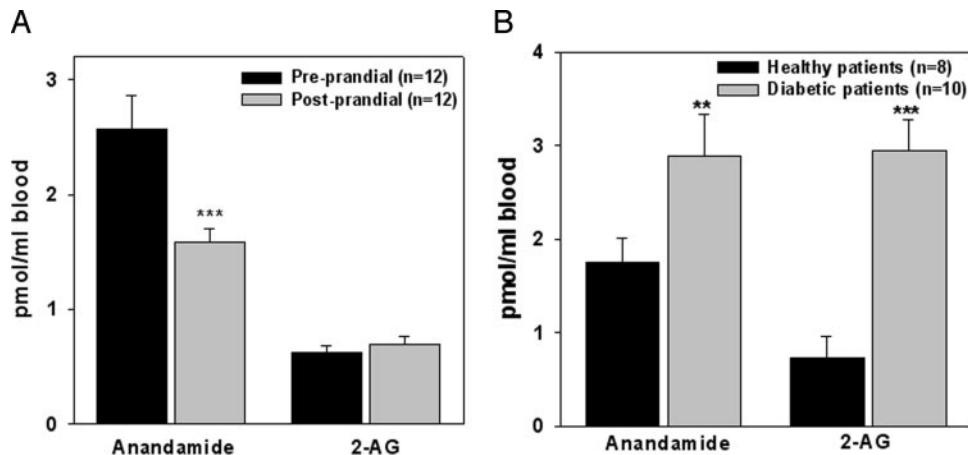 A
pmol/ml blood
3
2
1
0
Pre-prandial (n=12)
Post-prandial (n=12)
***
Anandamide 2-AG
B
pmol/ml blood
4
3
2
1
0
Healthy patients (n=8)
Diabetic patients (n=10)
** ***
Anandamide 2-AG